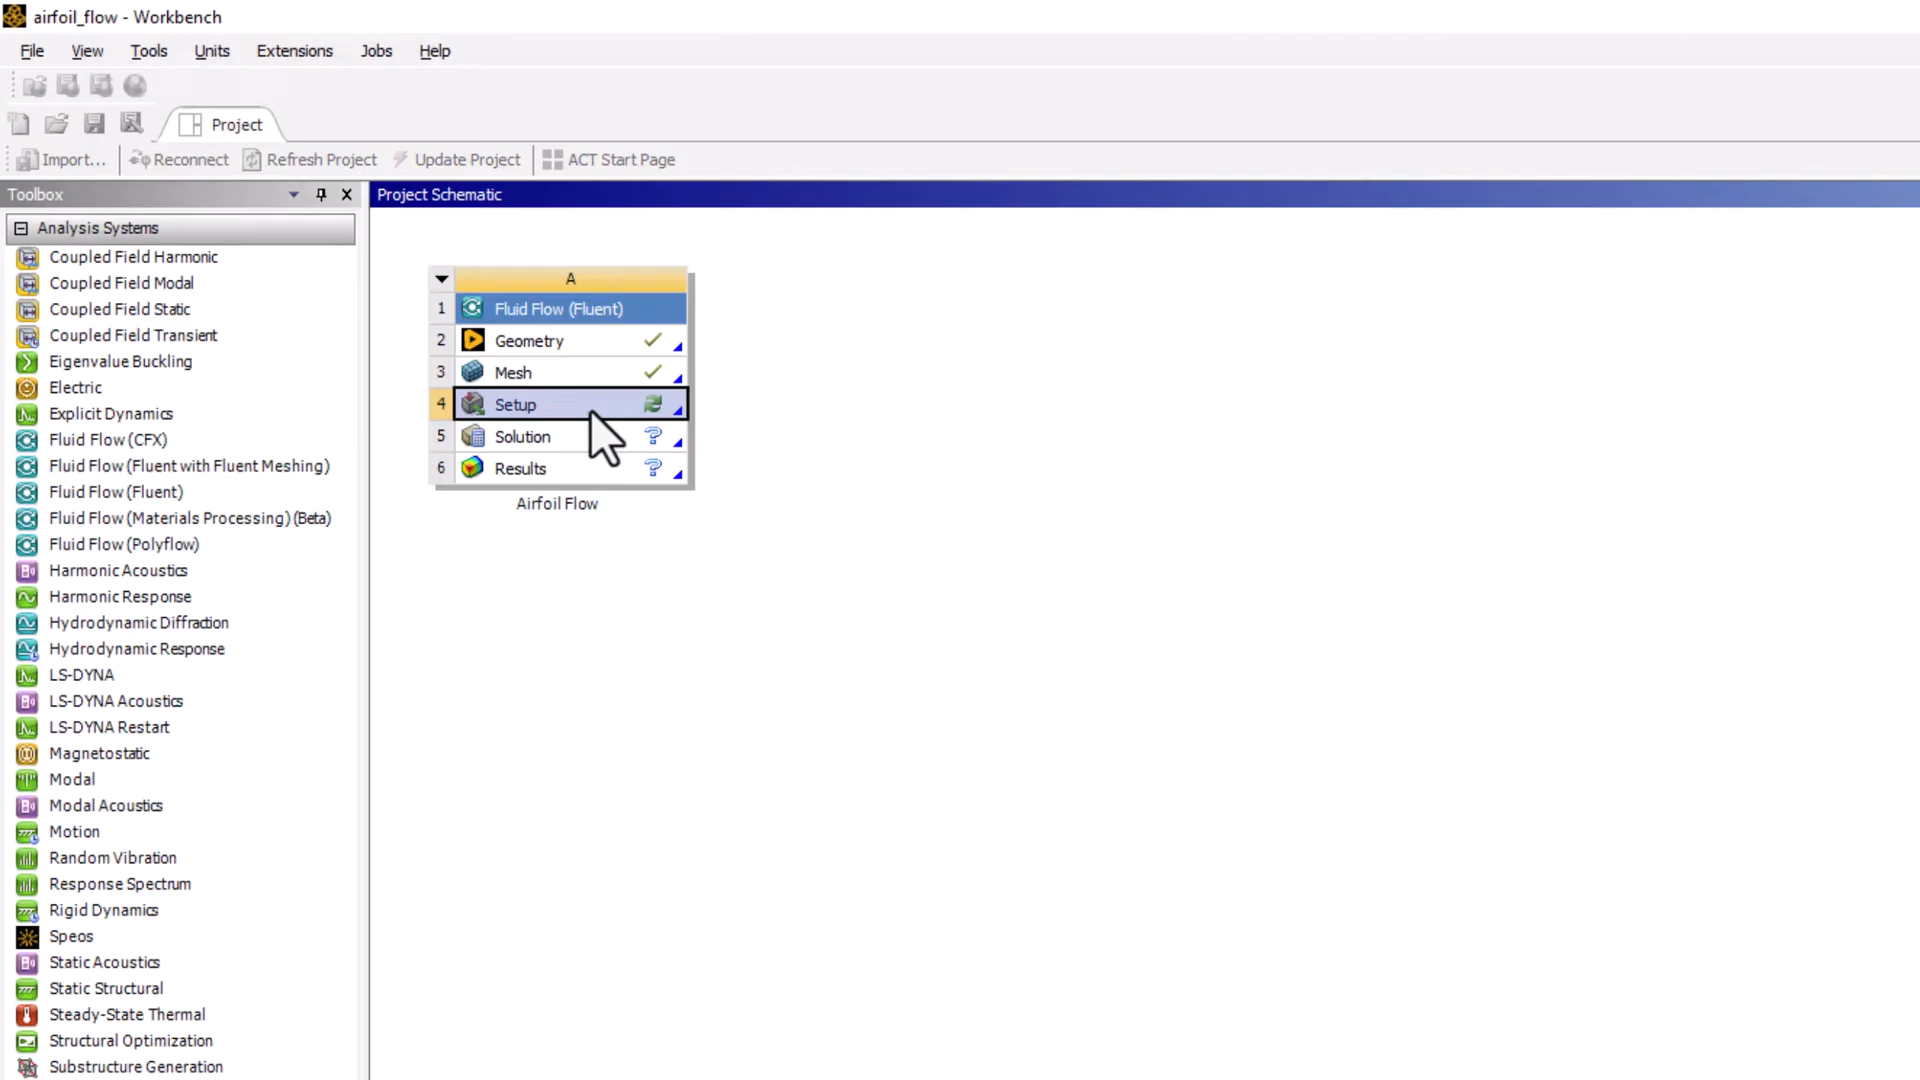 airfoil_flow - Workbench
File View Tools Units Extensions Jobs Help
Project
Import... Reconnect Refresh Project Update Project ACT Start Page
Toolbox
Project Schematic
Analysis Systems
Coupled Field Harmonic
Coupled Field Modal
Coupled Field Static
Coupled Field Transient
Eigenvalue Buckling
Electric
Explicit Dynamics
Fluid Flow (CFX)
Fluid Flow (Fluent with Fluent Meshing)
Fluid Flow (Fluent)
Fluid Flow (Materials Processing) (Beta)
Fluid Flow (Polyflow)
Harmonic Acoustics
Harmonic Response
Hydrodynamic Diffraction
Hydrodynamic Response
LS-DYNA
LS-DYNA Acoustics
LS-DYNA Restart
Magnetostatic
Modal
Modal Acoustics
Motion
Random Vibration
Response Spectrum
Rigid Dynamics
Speos
Static Acoustics
Static Structural
Steady-State Thermal
Structural Optimization
Substructure Generation
A
1 Fluid Flow (Fluent)
2 Geometry
3 Mesh
4 Setup
5 Solution ?
6 Results ?
Airfoil Flow